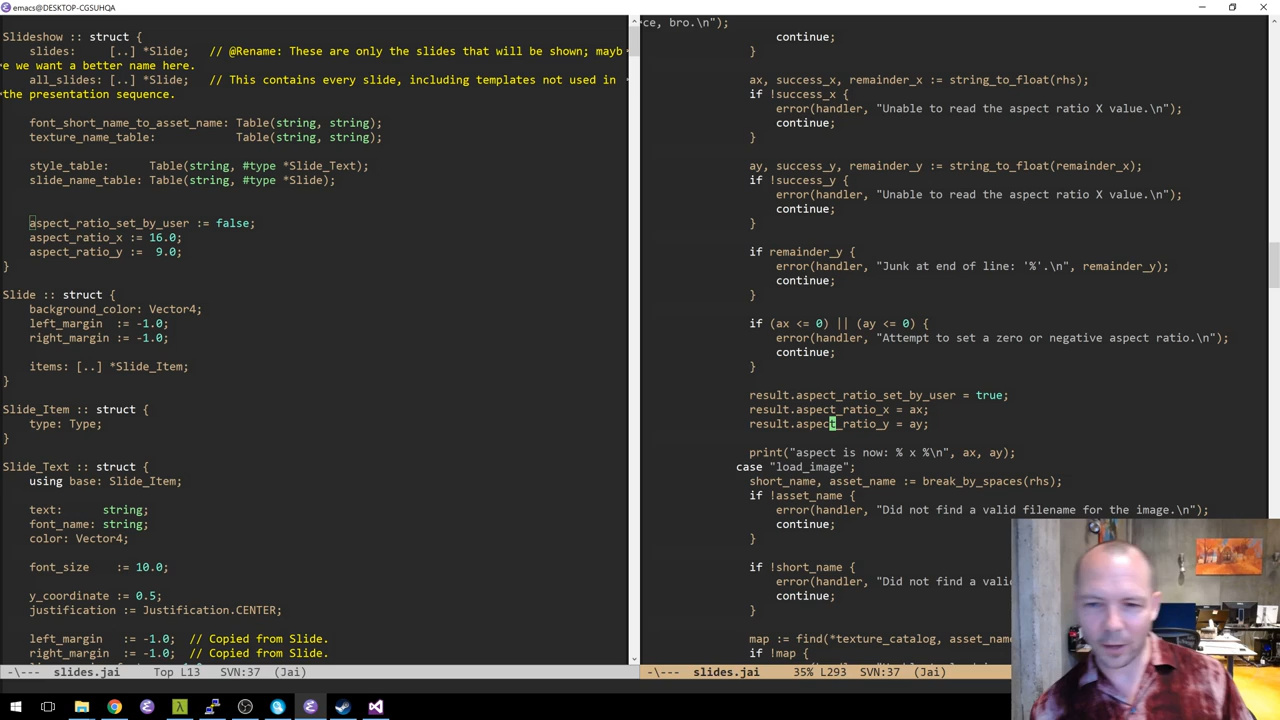 emacs@DESKTOP-CGSUHQA
Slideshow :: struct {
slides:     [..] *Slide;   // @Rename: These are only the slides that will be shown; mayb
e we want a better name here.
all_slides: [..] *Slide;   // This contains every slide, including templates not used in
the presentation sequence.
font_short_name_to_asset_name: Table(string, string);
texture_name_table:            Table(string, string);
style_table:      Table(string, #type *Slide_Text);
slide_name_table: Table(string, #type *Slide);
aspect_ratio_set_by_user := false;
aspect_ratio_x := 16.0;
aspect_ratio_y :=  9.0;
}
Slide :: struct {
background_color: Vector4;
left_margin  := -1.0;
right_margin := -1.0;
items: [..] *Slide_Item;
}
Slide_Item :: struct {
type: Type;
}
Slide_Text :: struct {
using base: Slide_Item;
text:      string;
font_name: string;
color: Vector4;
font_size    := 10.0;
y_coordinate := 0.5;
justification := Justification.CENTER;
left_margin   := -1.0;  // Copied from Slide.
right_margin  := -1.0;  // Copied from Slide.
-\---  slides.jai     Top L13    SVN:37  (Jai)
rce, bro.\n");
continue;
}
ax, success_x, remainder_x := string_to_float(rhs);
if !success_x {
error(handler, "Unable to read the aspect ratio X value.\n");
continue;
}
ay, success_y, remainder_y := string_to_float(remainder_x);
if !success_y {
error(handler, "Unable to read the aspect ratio X value.\n");
continue;
}
if remainder_y {
error(handler, "Junk at end of line: '%'.\n", remainder_y);
continue;
}
if (ax <= 0) || (ay <= 0) {
error(handler, "Attempt to set a zero or negative aspect ratio.\n");
continue;
}
result.aspect_ratio_set_by_user = true;
result.aspect_ratio_x = ax;
result.aspect_ratio_y = ay;
print("aspect is now: % x %\n", ax, ay);
case "load_image";
short_name, asset_name := break_by_spaces(rhs);
if !asset_name {
error(handler, "Did not find a valid filename for the image.\n");
continue;
}
if !short_name {
error(handler, "Did not find a vali
continue;
}
map := find(*texture_catalog, asset_nam
if !map {
-\---  slides.jai     35% L293   SVN:37  (Jai)